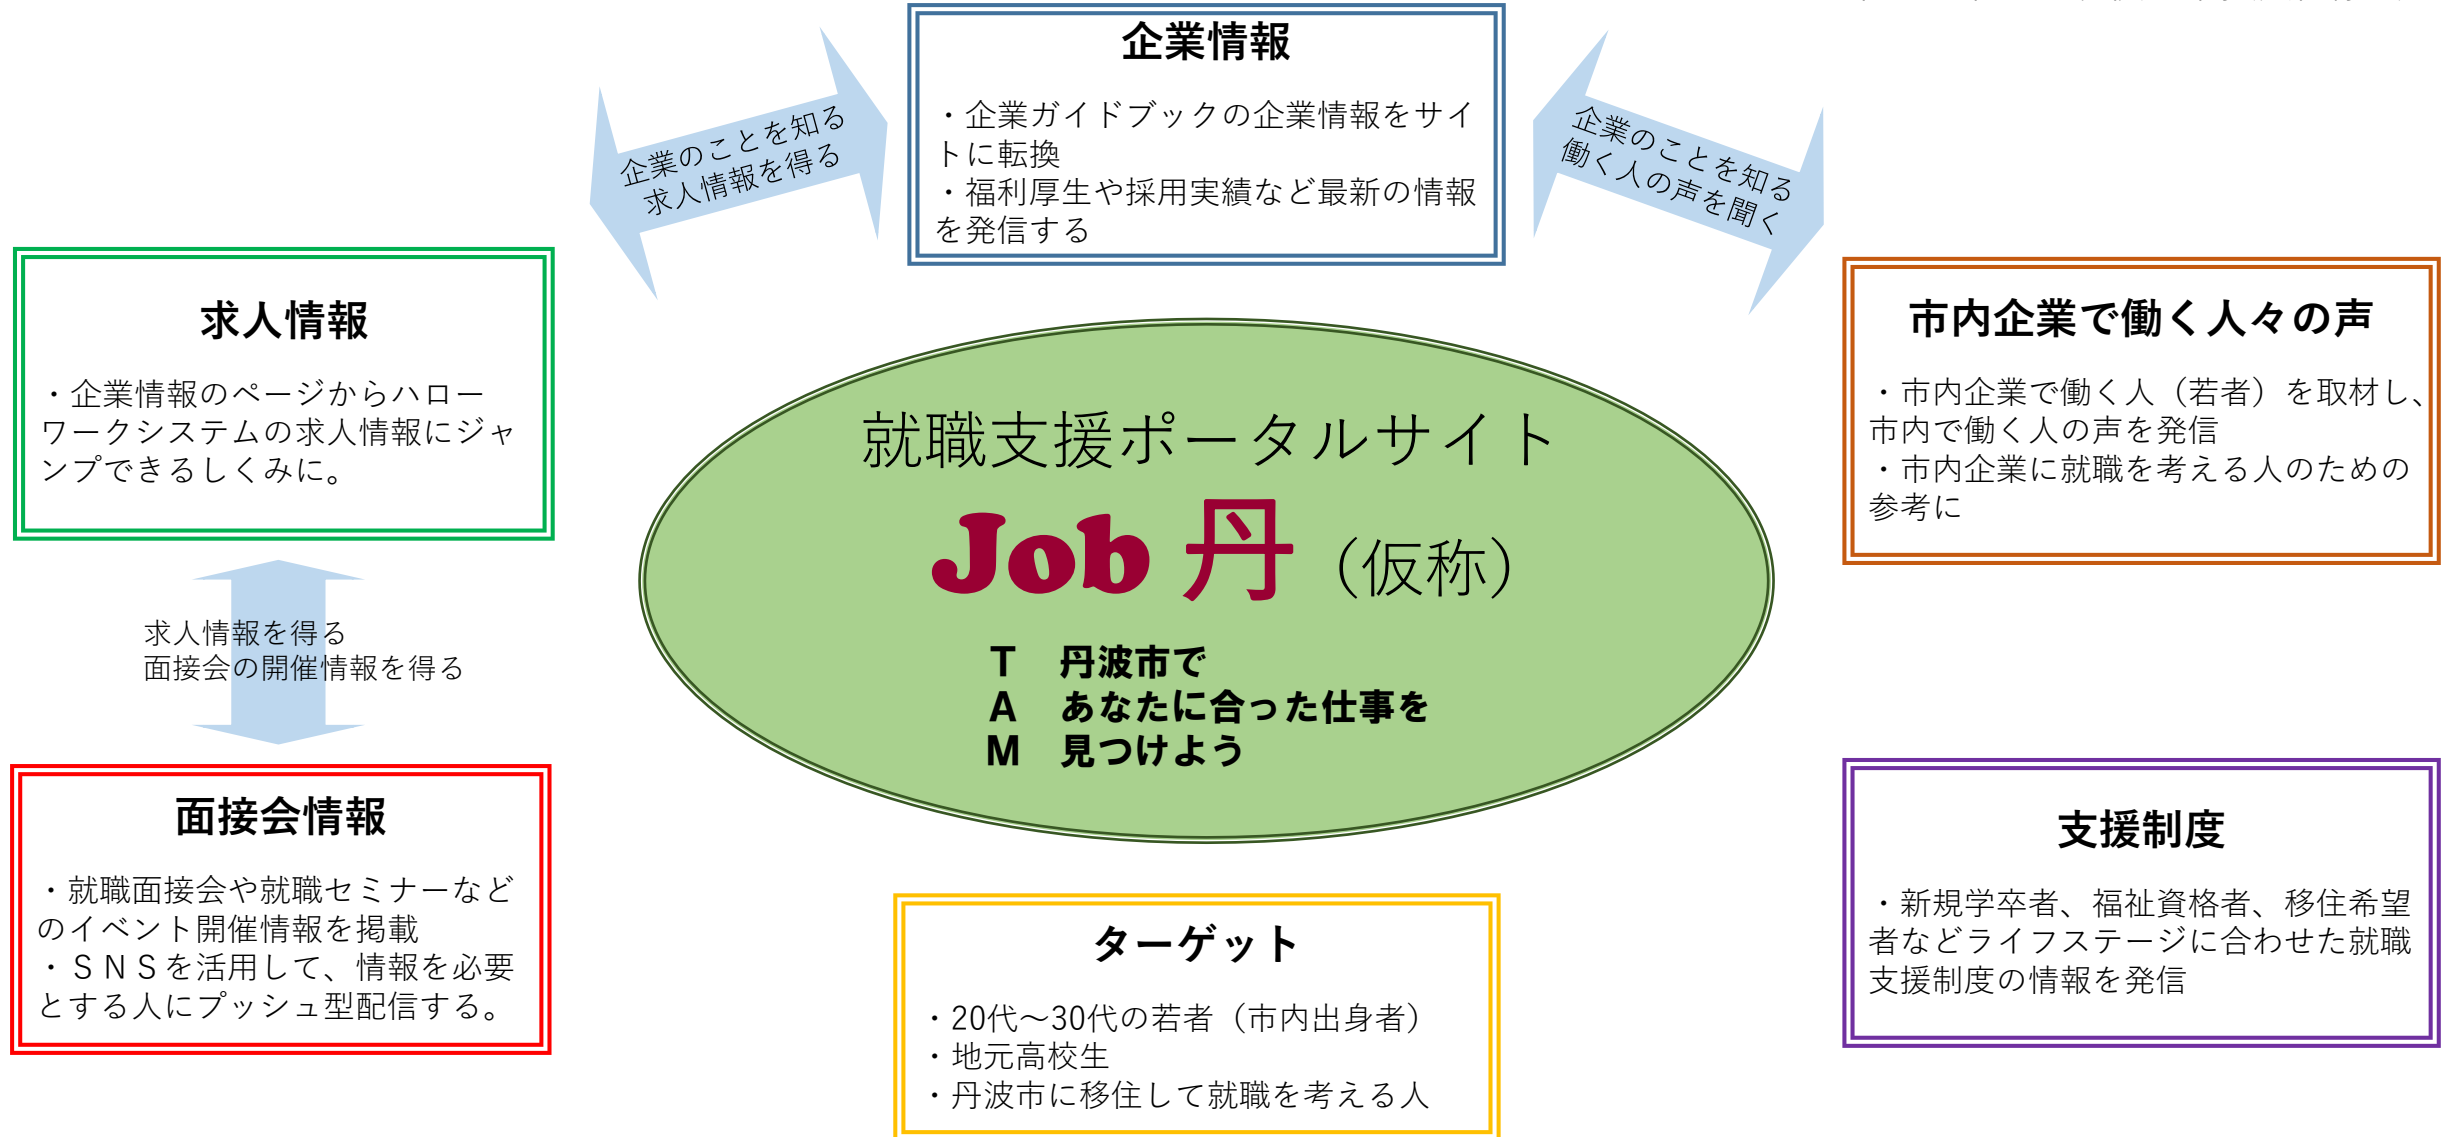 企業情報
・企業ガイドブックの企業情報をサイ
トに転換
・福利厚生や採用実績など最新の情報
を発信する
企業のことを知る
求人情報を得る
企業のことを知る
働く人の声を聞く
求人情報
・企業情報のページからハロー
ワークシステムの求人情報にジャ
ンプできるしくみに。
市内企業で働く人々の声
・市内企業で働く人（若者）を取材し、
市内で働く人の声を発信
・市内企業に就職を考える人のための
参考に
就職支援ポータルサイト
Job 丹（仮称）
T 丹波市で
A あなたに合った仕事を
M 見つけよう
求人情報を得る
面接会の開催情報を得る
面接会情報
・就職面接会や就職セミナーなど
のイベント開催情報を掲載
・ＳＮＳを活用して、情報を必要
とする人にプッシュ型配信する。
支援制度
・新規学卒者、福祉資格者、移住希望
者などライフステージに合わせた就職
支援制度の情報を発信
ターゲット
・20代～30代の若者（市内出身者）
・地元高校生
・丹波市に移住して就職を考える人